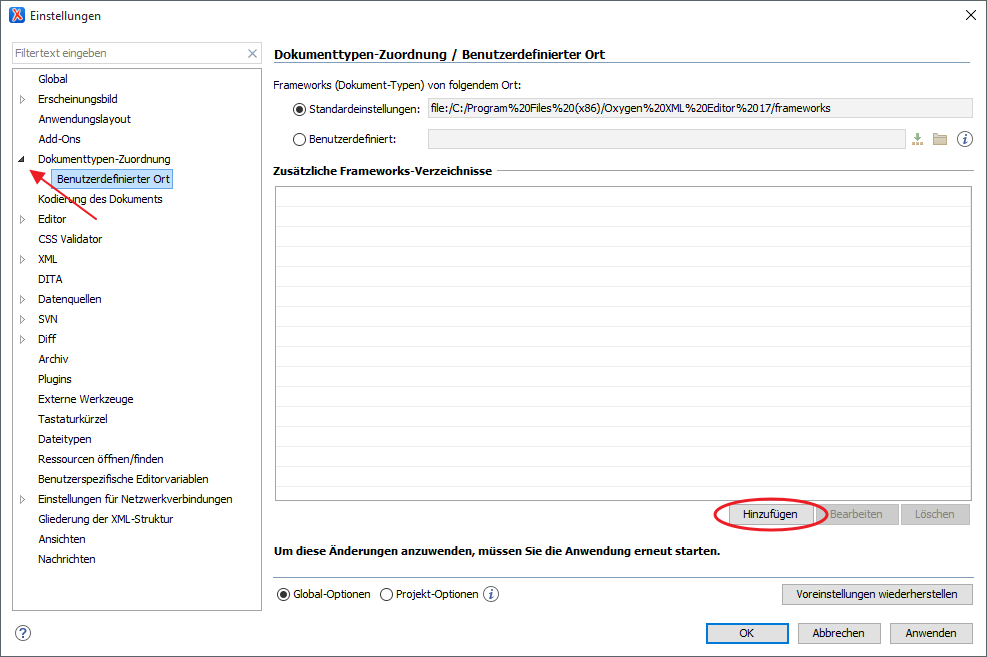 Einstellungen
Filtertext eingeben
Global
Erscheinungsbild
Anwendungslayout
Add-Ons
Dokumenttypen-Zuordnung
Benutzerdefinierter Ort
Kodierung des Dokuments
Editor
CSS Validator
XML
DITA
Datenquellen
SVN
Diff
Archiv
Plugins
Externe Werkzeuge
Tastaturkürzel
Dateitypen
Ressourcen öffnen/finden
Benutzerspezifische Editorvariablen
Einstellungen für Netzwerkverbindungen
Gliederung der XML-Struktur
Ansichten
Nachrichten
Dokumenttypen-Zuordnung / Benutzerdefinierter Ort
Frameworks (Dokument-Typen) von folgendem Ort:
Standardeinstellungen: file:/C:/Program%20Files%20(x86)/Oxygen%20XML%20Editor%2017/frameworks
Benutzerdefiniert:
Zusätzliche Frameworks-Verzeichnisse
Hinzufügen Bearbeiten Löschen
Um diese Änderungen anzuwenden, müssen Sie die Anwendung erneut starten.
Global-Optionen Projekt-Optionen Voreinstellungen wiederherstellen
OK Abbrechen Anwenden